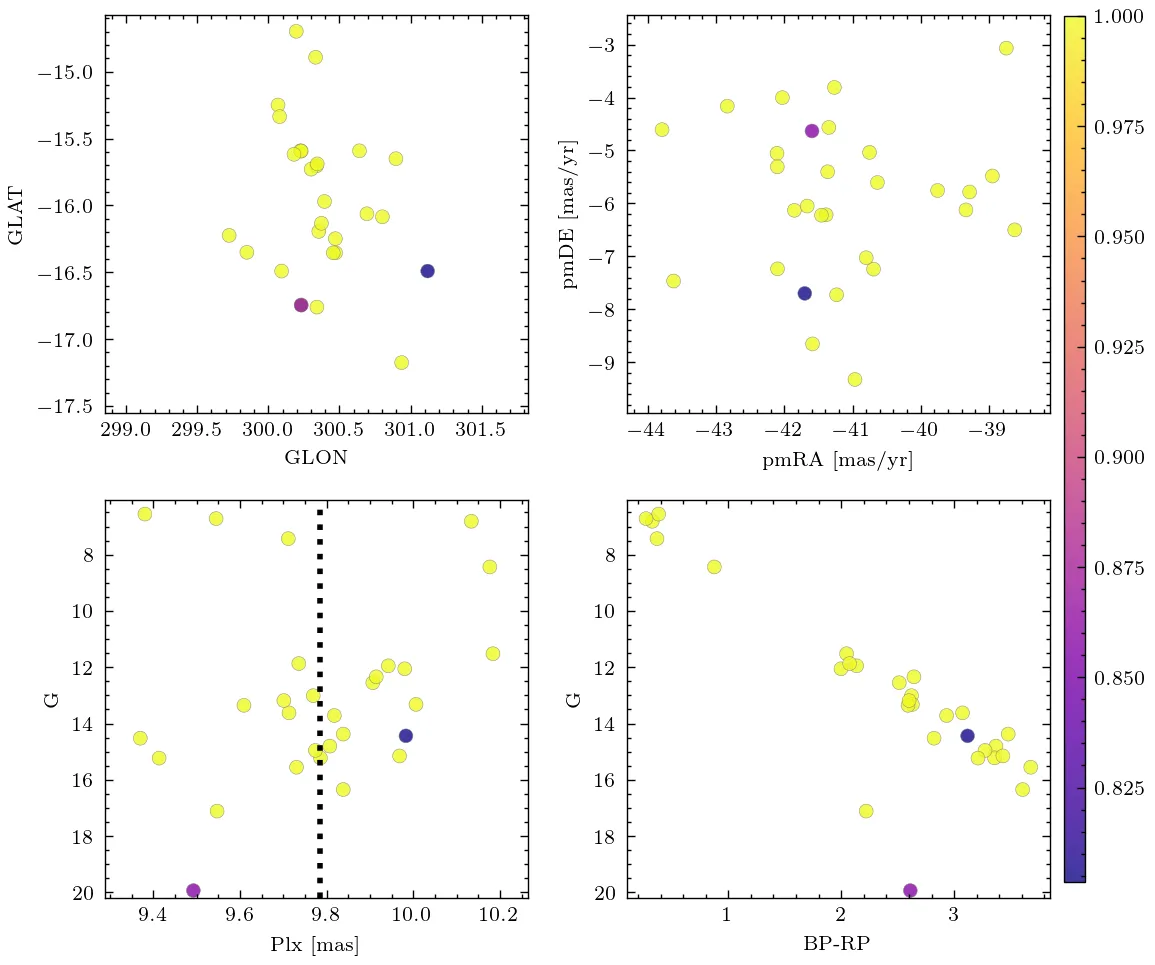 −15.0
−15.5
−16.0
−16.5
−17.0
−17.5
GLAT
299.0 299.5 300.0 300.5 301.0 301.5
GLON
−3
−4
−5
−6
−7
−8
−9
pmDE [mas/yr]
−44 −43 −42 −41 −40 −39
pmRA [mas/yr]
8
10
12
14
16
18
20
G
9.4 9.6 9.8 10.0 10.2
Plx [mas]
8
10
12
14
16
18
20
G
1 2 3
BP-RP
1.000
0.975
0.950
0.925
0.900
0.875
0.850
0.825